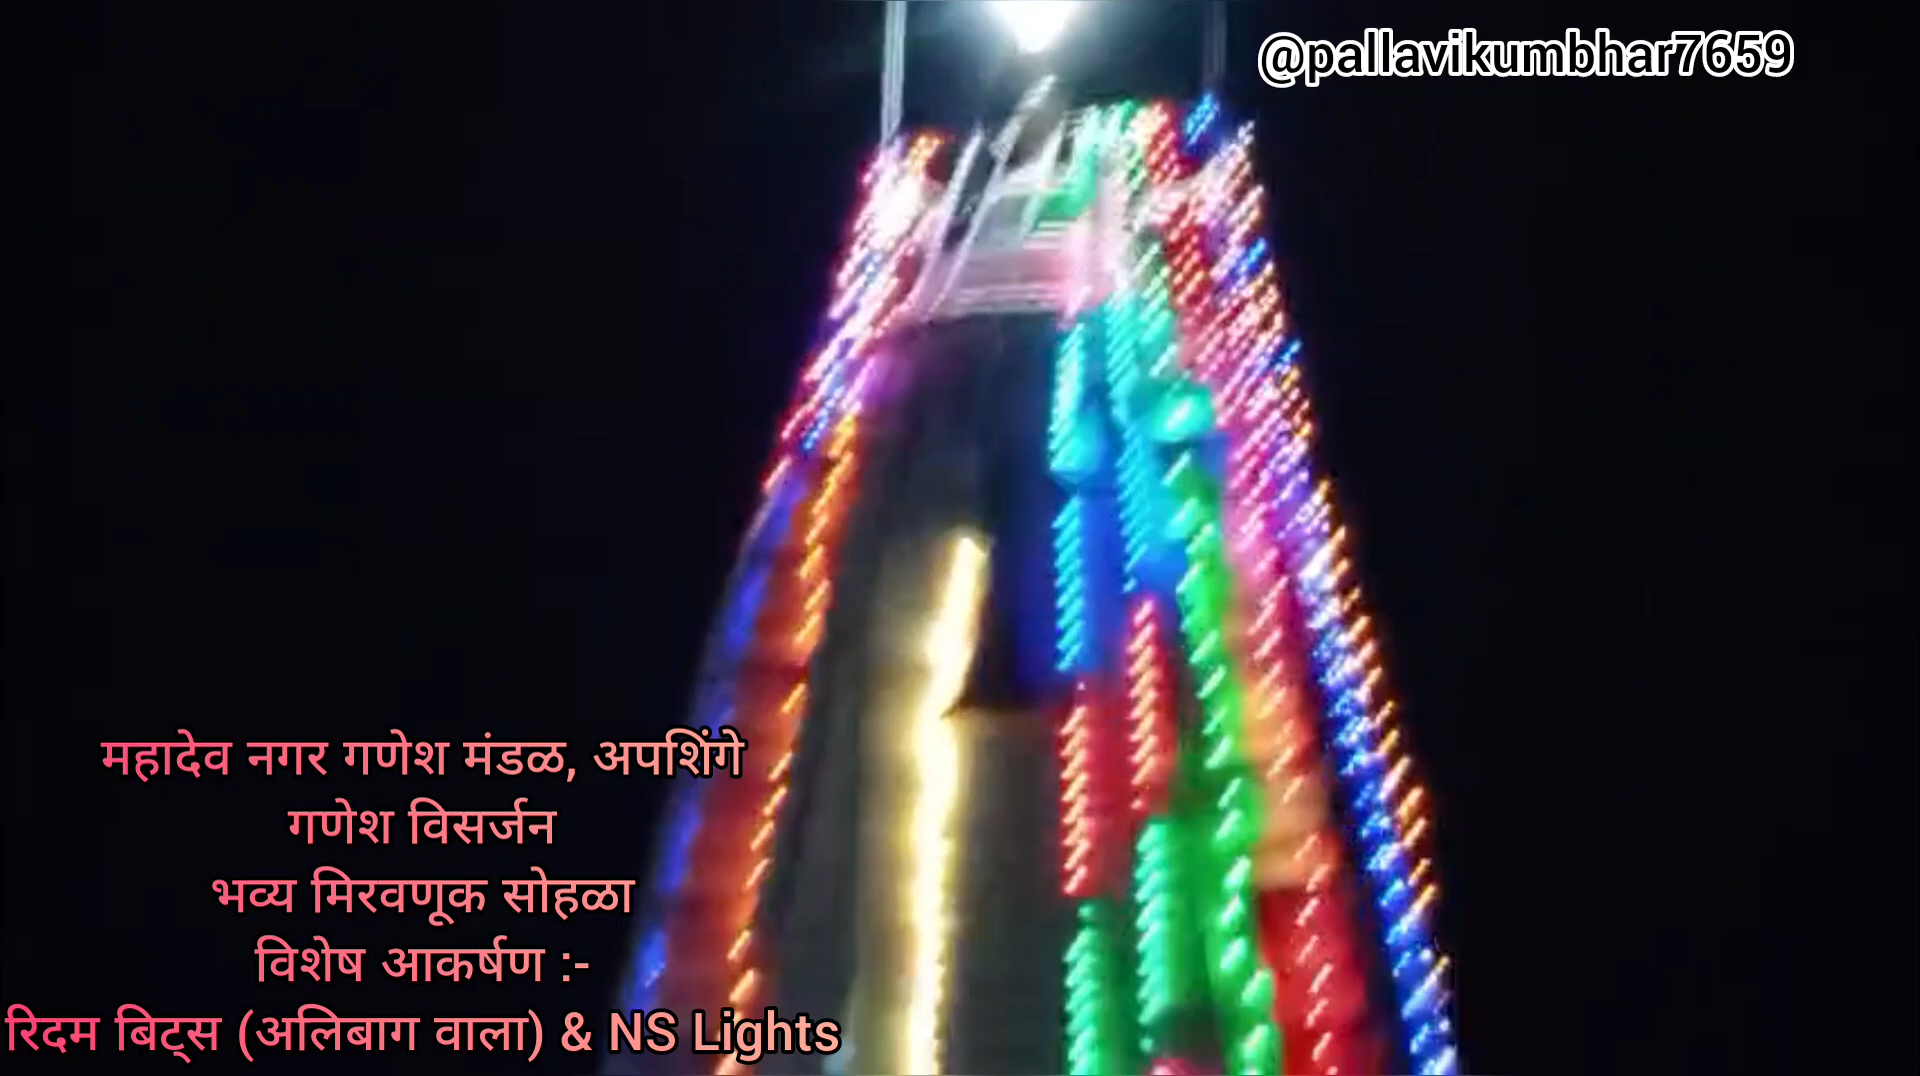 @pallavikumbhar7659
महादेव नगर गणेश मंडळ, अपशिंगे
गणेश विसर्जन
भव्य मिरवणूक सोहळा
विशेष आकर्षण :-
रिदम बिट्स (अलिबाग वाला) & NS Lights